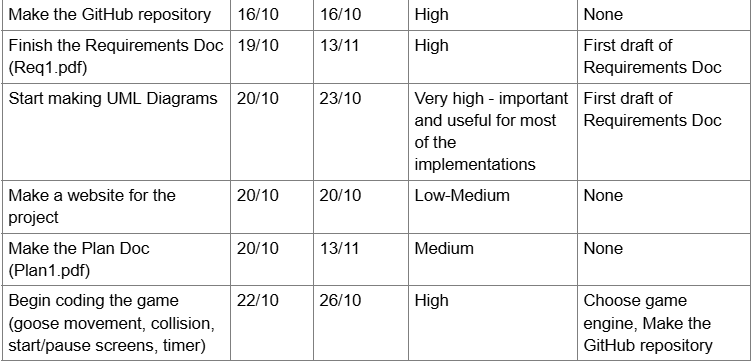 Make the GitHub repository 16/10 16/10 High None
Finish the Requirements Doc 19/10 13/11 High First draft of
(Req1.pdf) Requirements Doc
Start making UML Diagrams 20/10 23/10 Very high - important First draft of
and useful for most Requirements Doc
of the
implementations
Make a website for the 20/10 20/10 Low-Medium None
project
Make the Plan Doc 20/10 13/11 Medium None
(Plan1.pdf)
Begin coding the game 22/10 26/10 High Choose game
(goose movement, collision, engine, Make the
start/pause screens, timer) GitHub repository